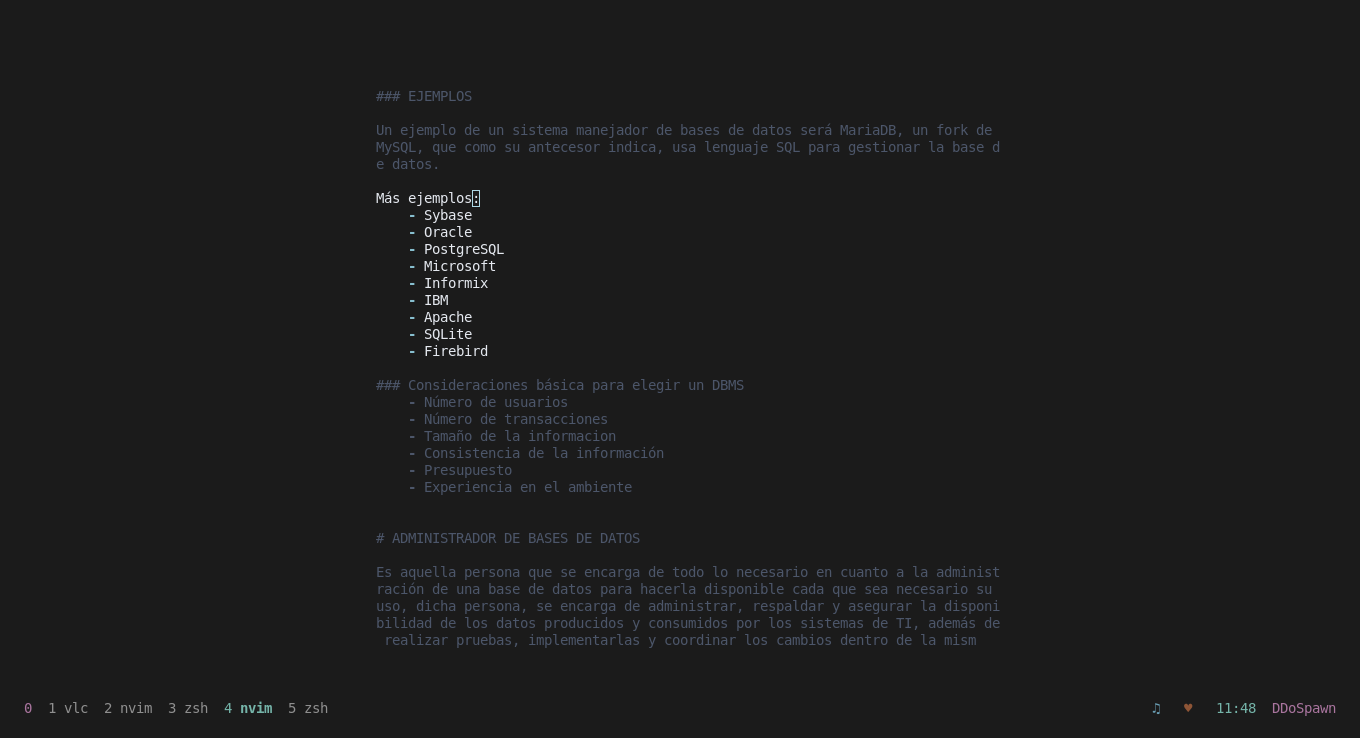 ### EJEMPLOS
Un ejemplo de un sistema manejador de bases de datos será MariaDB, un fork de
MySQL, que como su antecesor indica, usa lenguaje SQL para gestionar la base d
e datos.
Más ejemplos:
- Sybase
- Oracle
- PostgreSQL
- Microsoft
- Informix
- IBM
- Apache
- SQLite
- Firebird
### Consideraciones básica para elegir un DBMS
- Número de usuarios
- Número de transacciones
- Tamaño de la informacion
- Consistencia de la información
- Presupuesto
- Experiencia en el ambiente
# ADMINISTRADOR DE BASES DE DATOS
Es aquella persona que se encarga de todo lo necesario en cuanto a la administ
ración de una base de datos para hacerla disponible cada que sea necesario su
uso, dicha persona, se encarga de administrar, respaldar y asegurar la disponi
bilidad de los datos producidos y consumidos por los sistemas de TI, además de
realizar pruebas, implementarlas y coordinar los cambios dentro de la mism
0 1 vlc 2 nvim 3 zsh 4 nvim 5 zsh ♫ ♥ 11:48 DDoSpawn